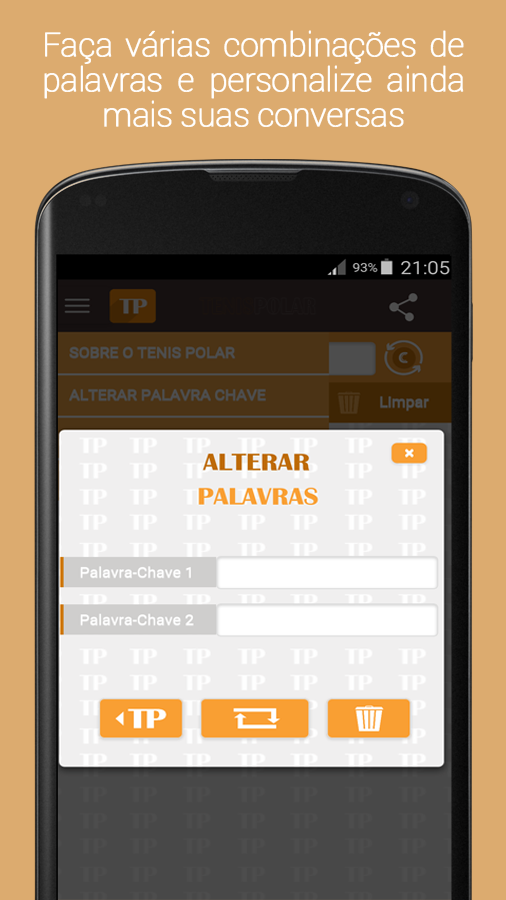 Faça várias combinações de
palavras e personalize ainda
mais suas conversas
93% 21:05
TP
SOBRE O TENIS POLAR
C
ALTERAR PALAVRA CHAVE
Limpar
ALTERAR
PALAVRAS
Palavra-Chave 1
Palavra-Chave 2
TP